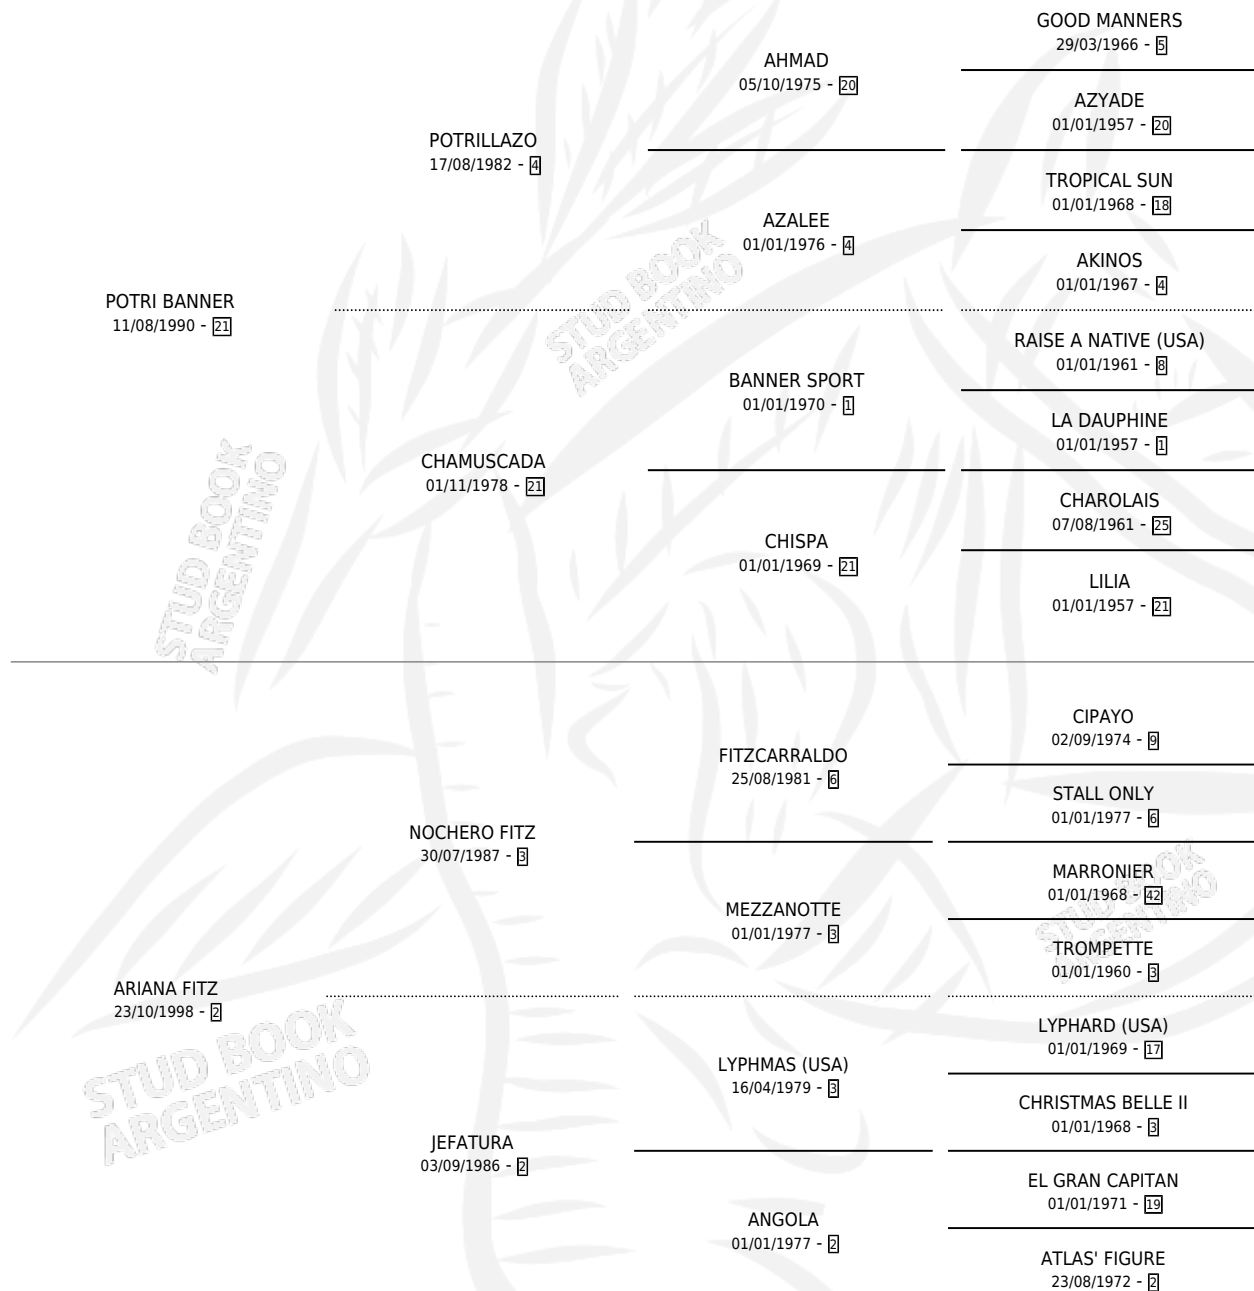 GOOD MANNERS
29/03/1966 - 5
AHMAD
05/10/1975 - 20
AZYADE
01/01/1957 - 20
POTRILLAZO
17/08/1982 - 4
TROPICAL SUN
01/01/1968 - 18
AZALEE
01/01/1976 - 4
AKINOS
01/01/1967 - 4
POTRI BANNER
11/08/1990 - 21
RAISE A NATIVE (USA)
01/01/1961 - 8
BANNER SPORT
01/01/1970 - 1
LA DAUPHINE
01/01/1957 - 1
CHAMUSCADA
01/11/1978 - 21
CHAROLAIS
07/08/1961 - 25
CHISPA
01/01/1969 - 21
LILIA
01/01/1957 - 21
CIPAYO
02/09/1974 - 9
FITZCARRALDO
25/08/1981 - 6
STALL ONLY
01/01/1977 - 6
NOCHERO FITZ
30/07/1987 - 3
MARRONIER
01/01/1968 - 42
MEZZANOTTE
01/01/1977 - 3
TROMPETTE
01/01/1960 - 3
ARIANA FITZ
23/10/1998 - 2
LYPHARD (USA)
01/01/1969 - 17
LYPHMAS (USA)
16/04/1979 - 3
CHRISTMAS BELLE II
01/01/1968 - 3
JEFATURA
03/09/1986 - 2
EL GRAN CAPITAN
01/01/1971 - 19
ANGOLA
01/01/1977 - 2
ATLAS' FIGURE
23/08/1972 - 2
STUD BOOK
ARGENTINO
STUD BOOK
ARGENTINO
STUD BOOK
ARGENTINO
STUD BOOK
ARGENTINO